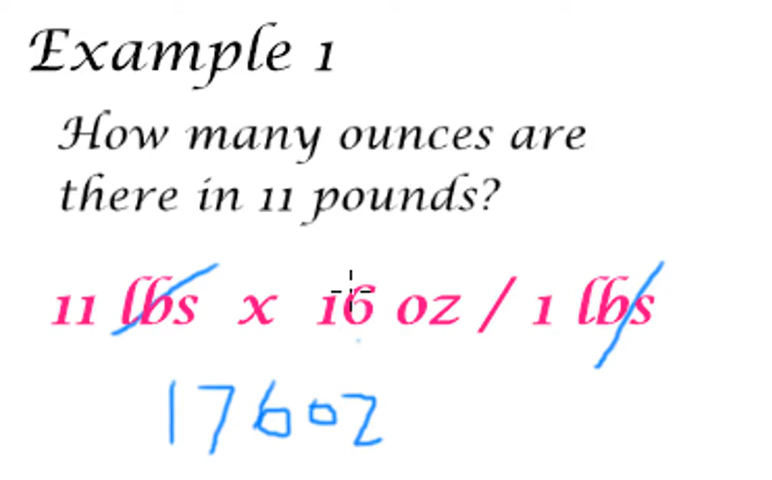 Example 1
How many ounces are
there in 11 pounds?
11 lbs x 16 oz / 1 lbs
176oz